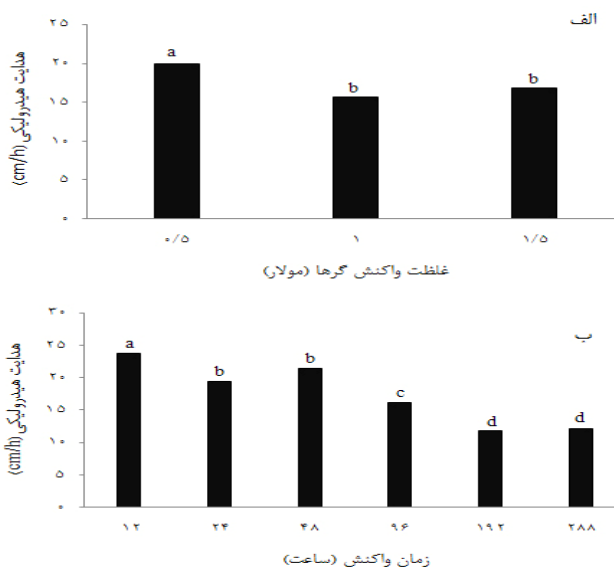 الف
هدایت هیدرولیکی (cm/h)
۲۵
۲۰
۱۵
۱۰
۵
۰
a
b
b
۰/۵ ۱ ۱/۵
غلظت واکنش گرها (مولار)
ب
هدایت هیدرولیکی (cm/h)
۳۰
۲۵
۲۰
۱۵
۱۰
۵
۰
a
b
b
c
d
d
۱۲ ۲۴ ۴۸ ۹۶ ۱۹۲ ۲۸۸
زمان واکنش (ساعت)